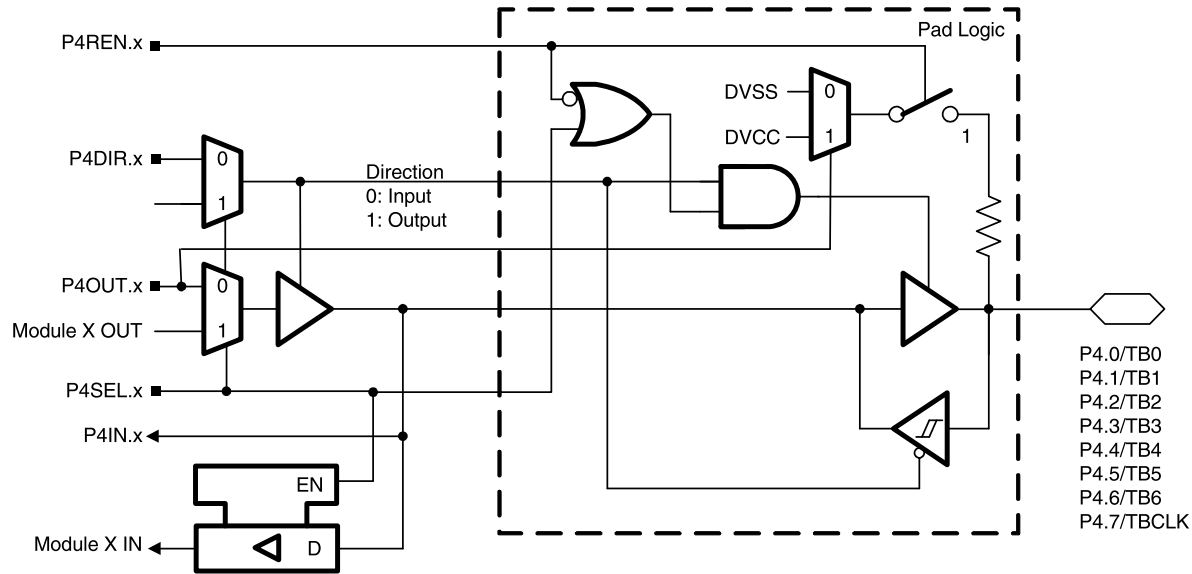 Pad Logic
P4REN.x
DVSS
0
DVCC
1
1
P4DIR.x
0
1
Direction
0: Input
1: Output
P4OUT.x
0
Module X OUT
1
P4SEL.x
P4IN.x
EN
Module X IN
D
P4.0/TB0
P4.1/TB1
P4.2/TB2
P4.3/TB3
P4.4/TB4
P4.5/TB5
P4.6/TB6
P4.7/TBCLK